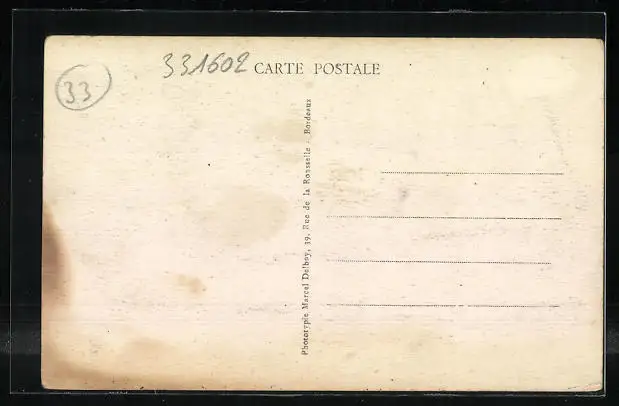 331602 CARTE POSTALE
33
Phototypie Marcel Delboy, 39, Rue de la Rousselle - Bordeaux